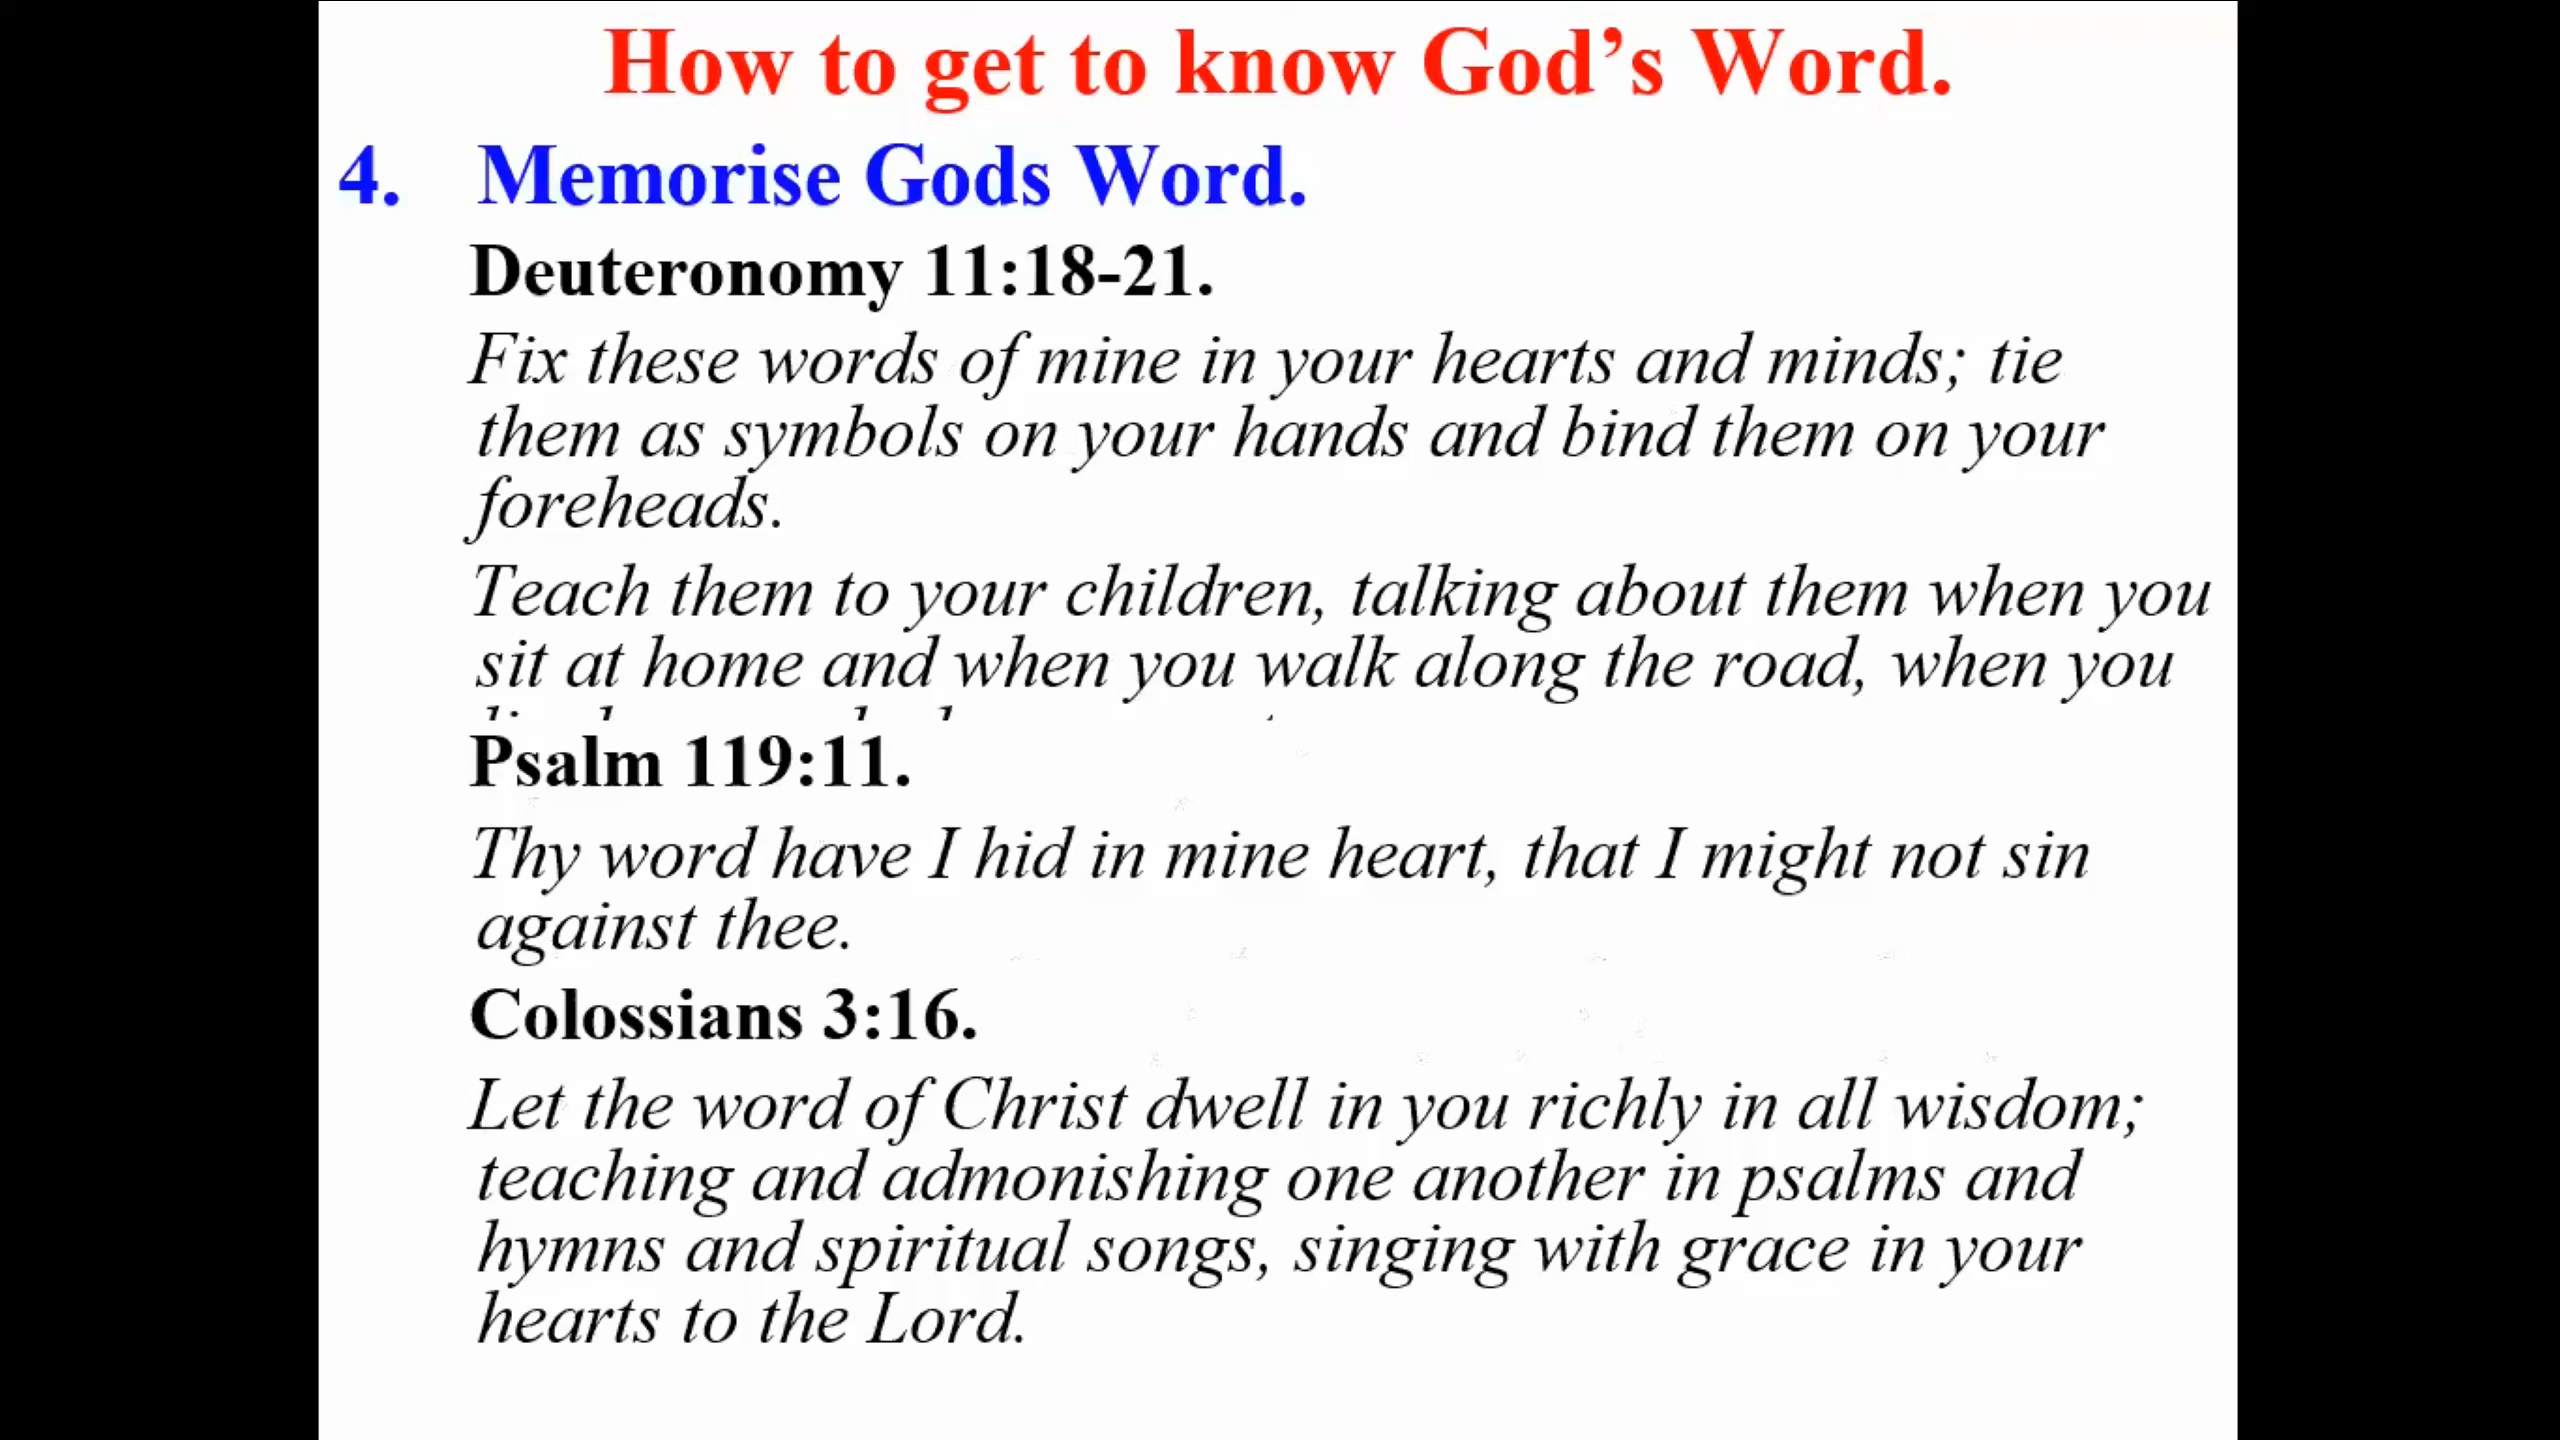 How to get to know God’s Word.
4. Memorise Gods Word.
Deuteronomy 11:18-21.
Fix these words of mine in your hearts and minds; tie
them as symbols on your hands and bind them on your
foreheads.
Teach them to your children, talking about them when you
sit at home and when you walk along the road, when you
Psalm 119:11.
Thy word have I hid in mine heart, that I might not sin
against thee.
Colossians 3:16.
Let the word of Christ dwell in you richly in all wisdom;
teaching and admonishing one another in psalms and
hymns and spiritual songs, singing with grace in your
hearts to the Lord.